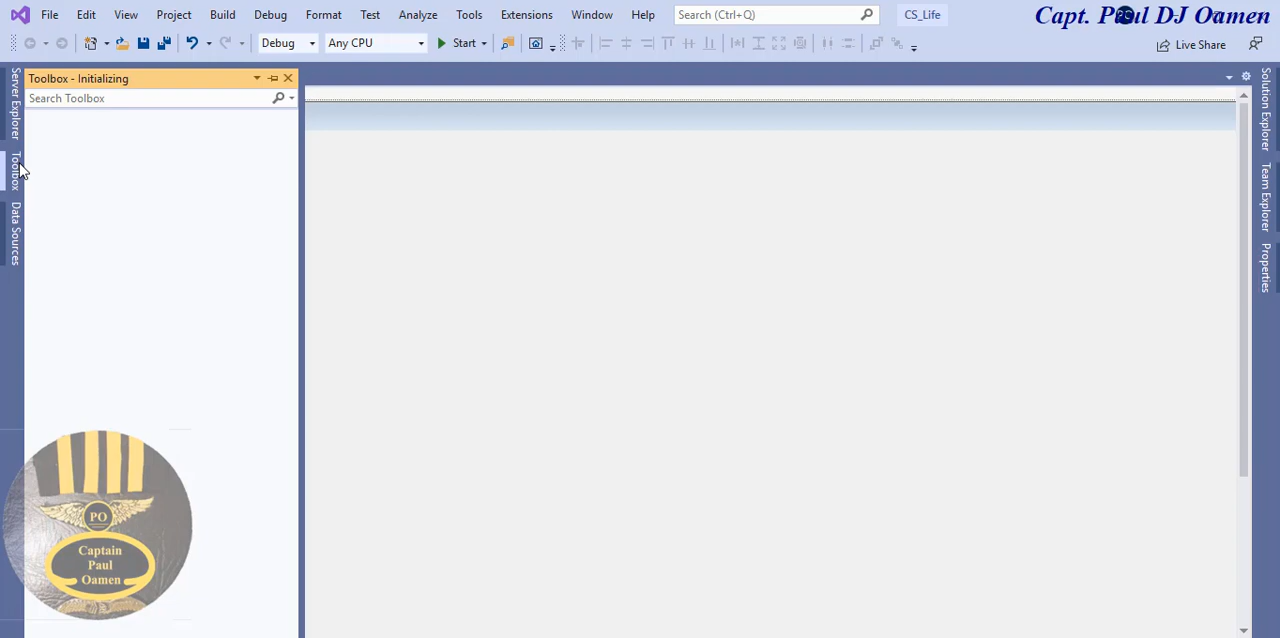 File Edit View Project Build Debug Format Test Analyze Tools Extensions Window Help Search (Ctrl+Q) CS_Life Capt. Paul DJ Oamen
Debug Any CPU Start Live Share
Toolbox - Initializing
Search Toolbox
Server Explorer
Toolbox
Data Sources
Solution Explorer
Team Explorer
Properties
PO
Captain
Paul
Oamen